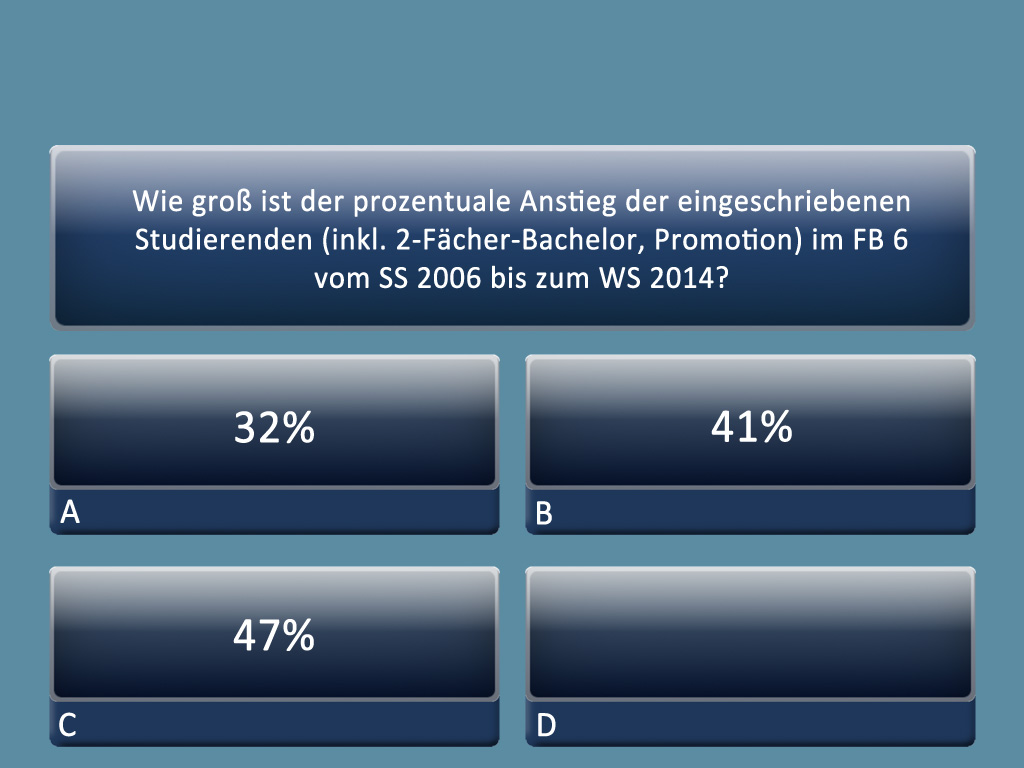 Wie groß ist der prozentuale Anstieg der eingeschriebenen
Studierenden (inkl. 2-Fächer-Bachelor, Promotion) im FB 6
vom SS 2006 bis zum WS 2014?
32%
A
41%
B
47%
C
D